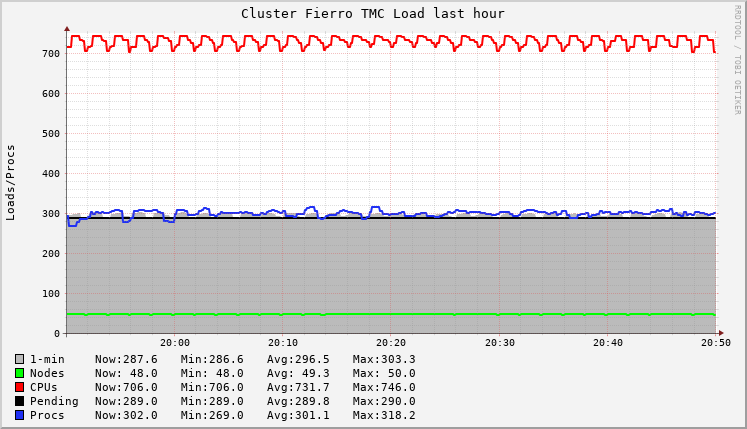 Cluster Fierro TMC Load last hour
RRDTOOL / TOBI OETIKER
Loads/Procs
700
600
500
400
300
200
100
0
20:00 20:10 20:20 20:30 20:40 20:50
1-min Now:287.6 Min:286.6 Avg:296.5 Max:303.3
Nodes Now: 48.0 Min: 48.0 Avg: 49.3 Max: 50.0
CPUs Now:706.0 Min:706.0 Avg:731.7 Max:746.0
Pending Now:289.0 Min:289.0 Avg:289.8 Max:290.0
Procs Now:302.0 Min:269.0 Avg:301.1 Max:318.2